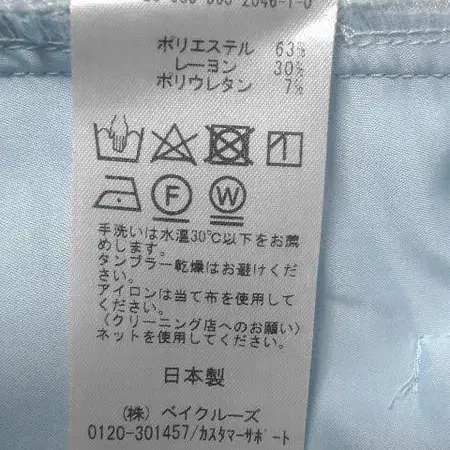 ポリエステル 63%
レーヨン 30%
ポリウレタン 7%
F W
手洗いは水温30℃以下をお薦
めします。
タンブラー乾燥はお避けくだ
さい。
アイロンは当て布を使用して
ください。
〈クリーニング店へのお願い〉
ネットを使用してください。
日本製
(株) ベイクルーズ
0120-301457/カスタマーサポート